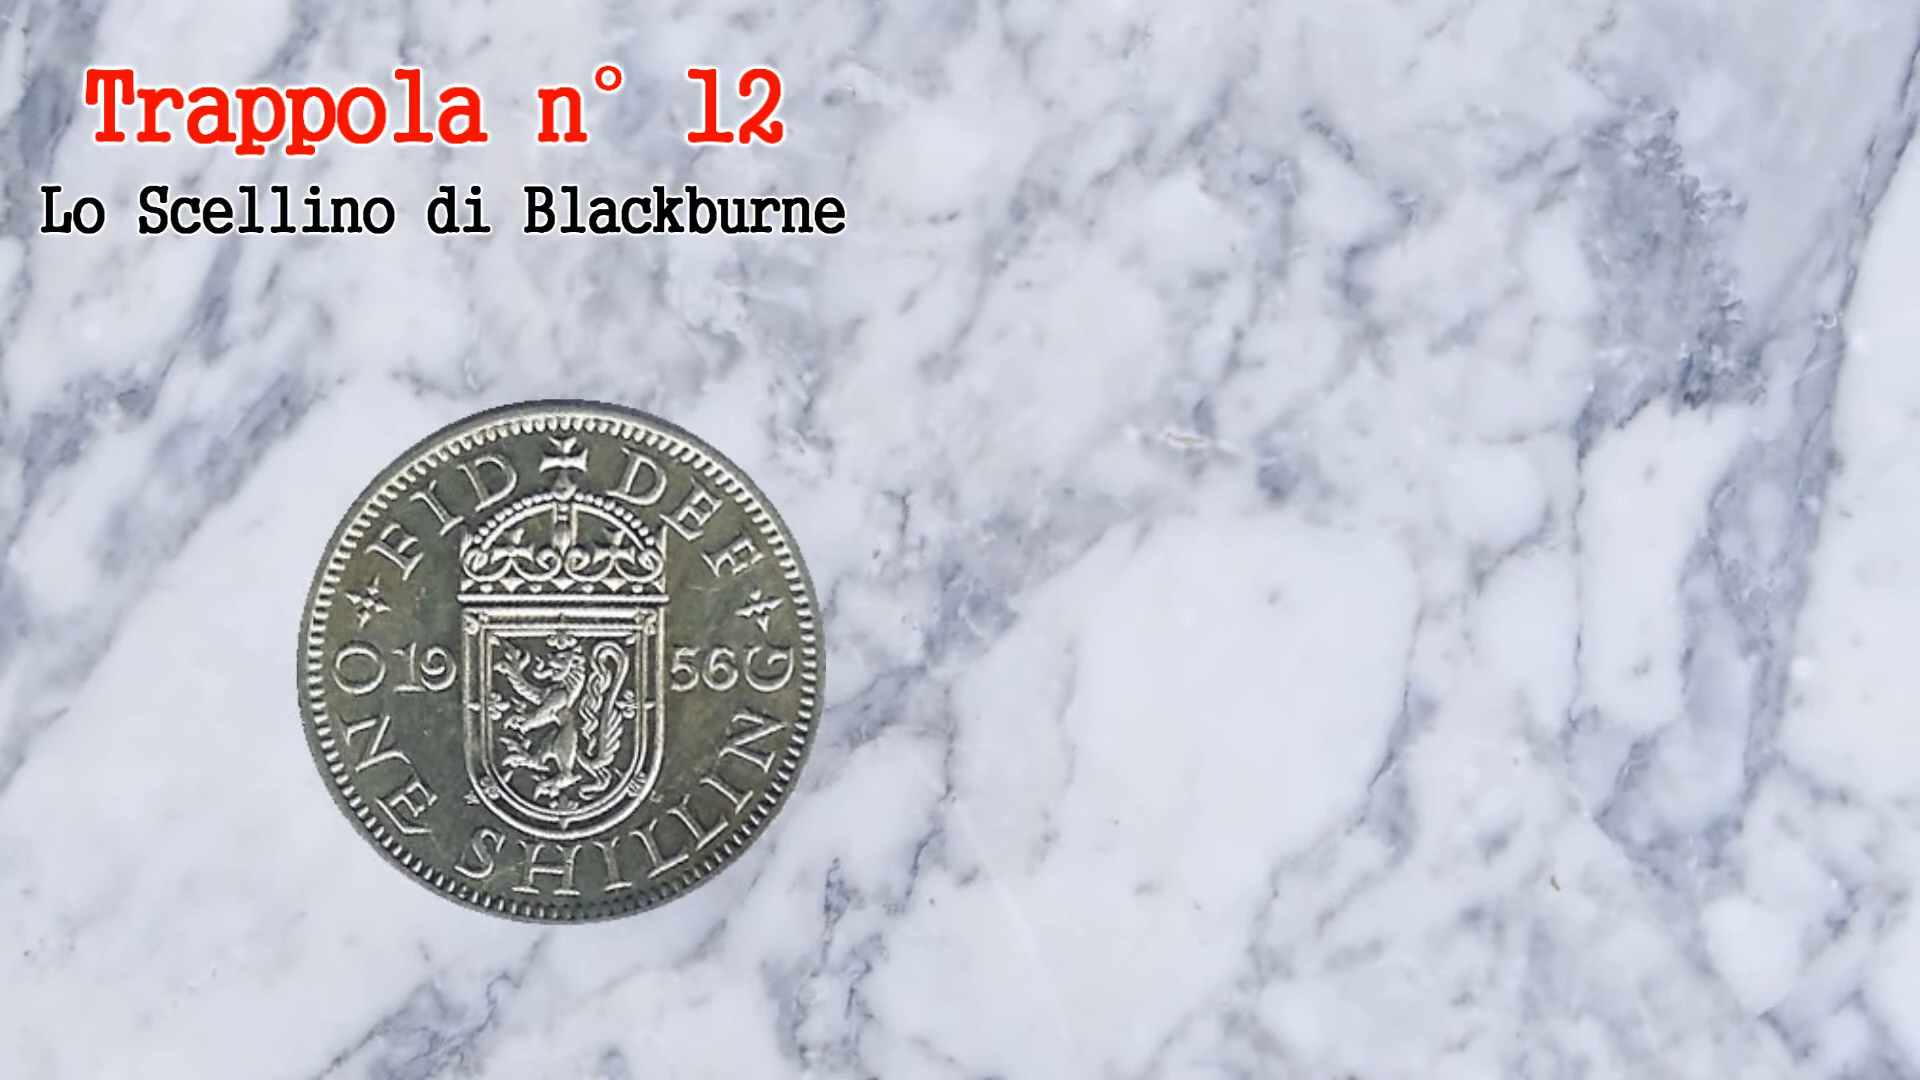 Trappola n° 12
Lo Scellino di Blackburne
FID DEF
19 56
ONE SHILLING